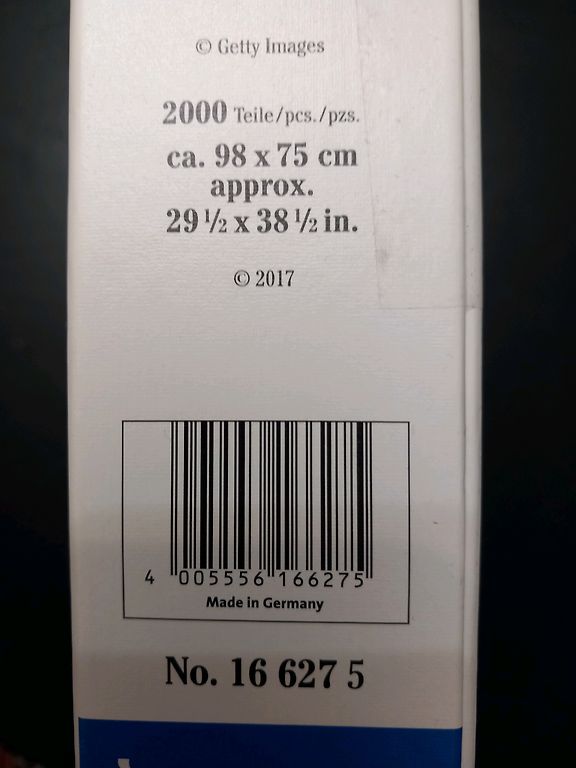 © Getty Images
2000 Teile/pcs./pzs.
ca. 98 x 75 cm
approx.
29 1/2 x 38 1/2 in.
© 2017
4 005556 166275
Made in Germany
No. 16 627 5